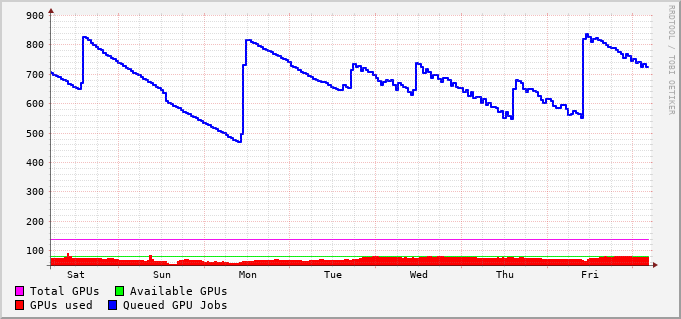 900
800
700
600
500
400
300
200
100
Sat Sun Mon Tue Wed Thu Fri
Total GPUs Available GPUs
GPUs used Queued GPU Jobs
RRDTOOL / TOBI OETIKER